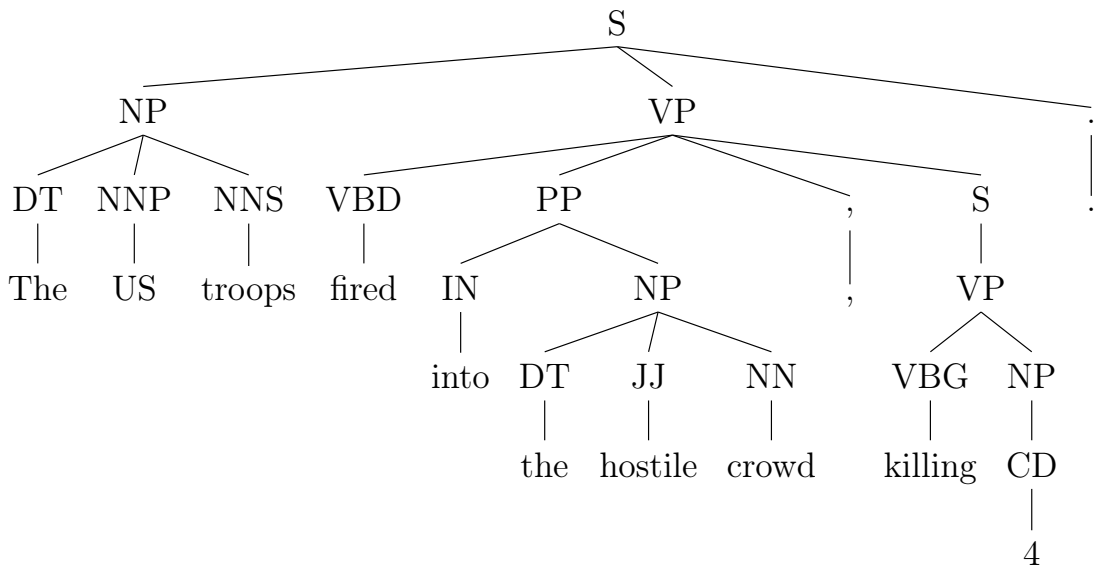 S
NP VP .
DT NNP NNS VBD PP , S .
The US troops fired IN NP , VP
into DT JJ NN VBG NP
the hostile crowd killing CD
4